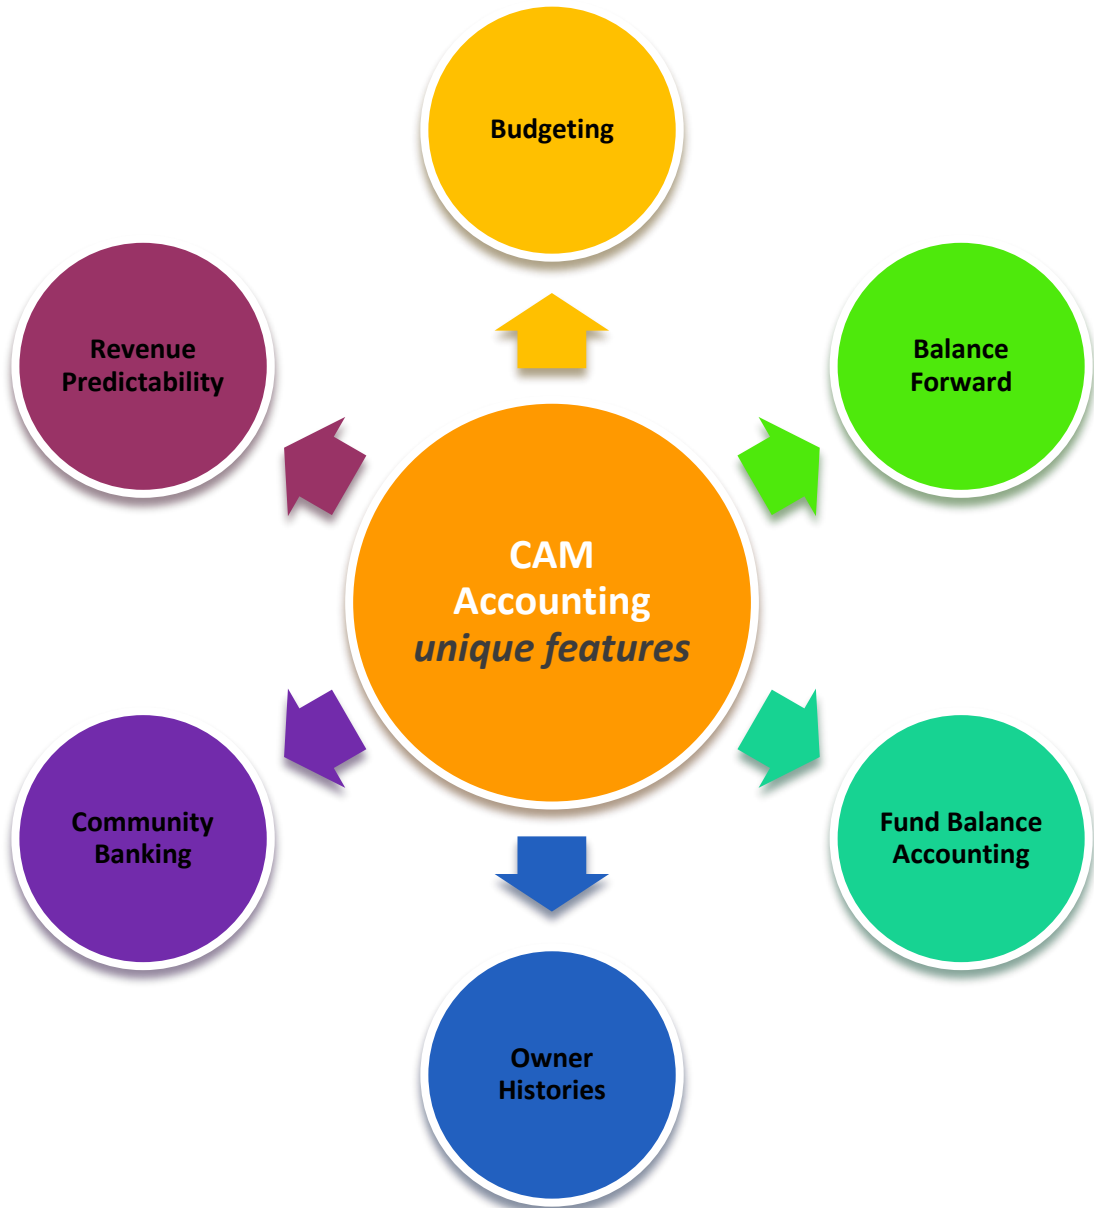 Budgeting
Revenue
Predictability
Balance
Forward
CAM
Accounting
unique features
Community
Banking
Fund Balance
Accounting
Owner
Histories